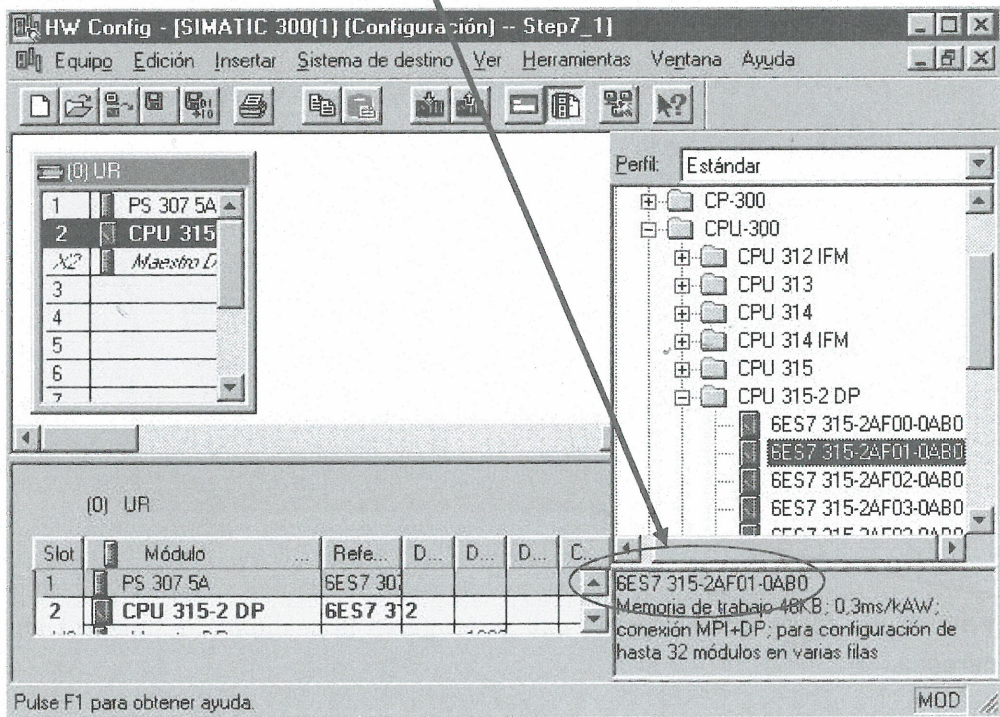 HW Config - [SIMATIC 300(1) (Configuración) -- Step7_1]
Equipo Edición Insertar Sistema de destino Ver Herramientas Ventana Ayuda
(0) UR
1 PS 307 5A
2 CPU 315
X2 Maestro D
3
4
5
6
7
Perfil: Estándar
CP-300
CPU-300
CPU 312 IFM
CPU 313
CPU 314
CPU 314 IFM
CPU 315
CPU 315-2 DP
6ES7 315-2AF00-0AB0
6ES7 315-2AF01-0AB0
6ES7 315-2AF02-0AB0
6ES7 315-2AF03-0AB0
(0) UR
Slot Módulo ... Refe... D... D... D... C...
1 PS 307 5A 6ES7 307
2 CPU 315-2 DP 6ES7 3 2
6ES7 315-2AF01-0AB0
Memoria de trabajo 48KB; 0,3ms/kAW;
conexión MPI+DP; para configuración de
hasta 32 módulos en varias filas
Pulse F1 para obtener ayuda.
MOD